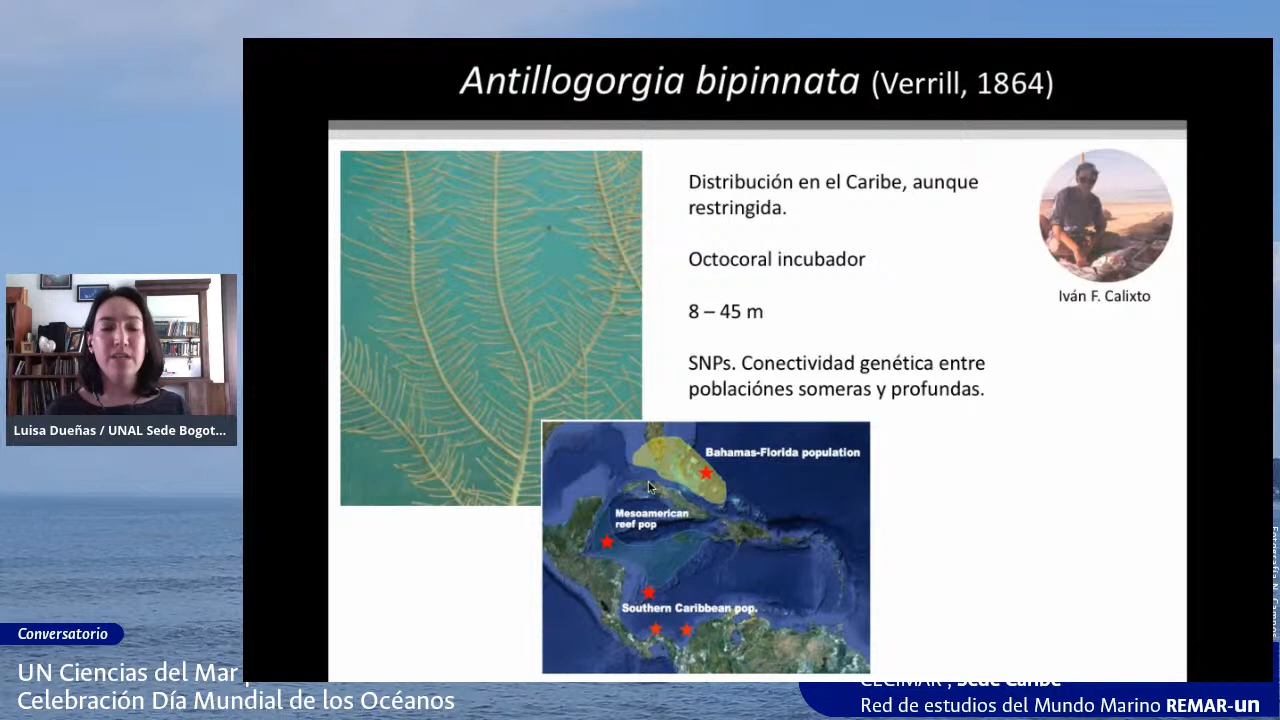 Antillogorgia bipinnata (Verrill, 1864)
Distribución en el Caribe, aunque
restringida.
Octocoral incubador
8 – 45 m
SNPs. Conectividad genética entre
poblaciónes someras y profundas.
Iván F. Calixto
Bahamas-Florida population
Mesoamerican
reef pop
Southern Caribbean pop.
Luisa Dueñas / UNAL Sede Bogot...
Conversatorio
UN Ciencias del Mar
Celebración Día Mundial de los Océanos
CECIMAR, Sede Caribe
Red de estudios del Mundo Marino REMAR-un